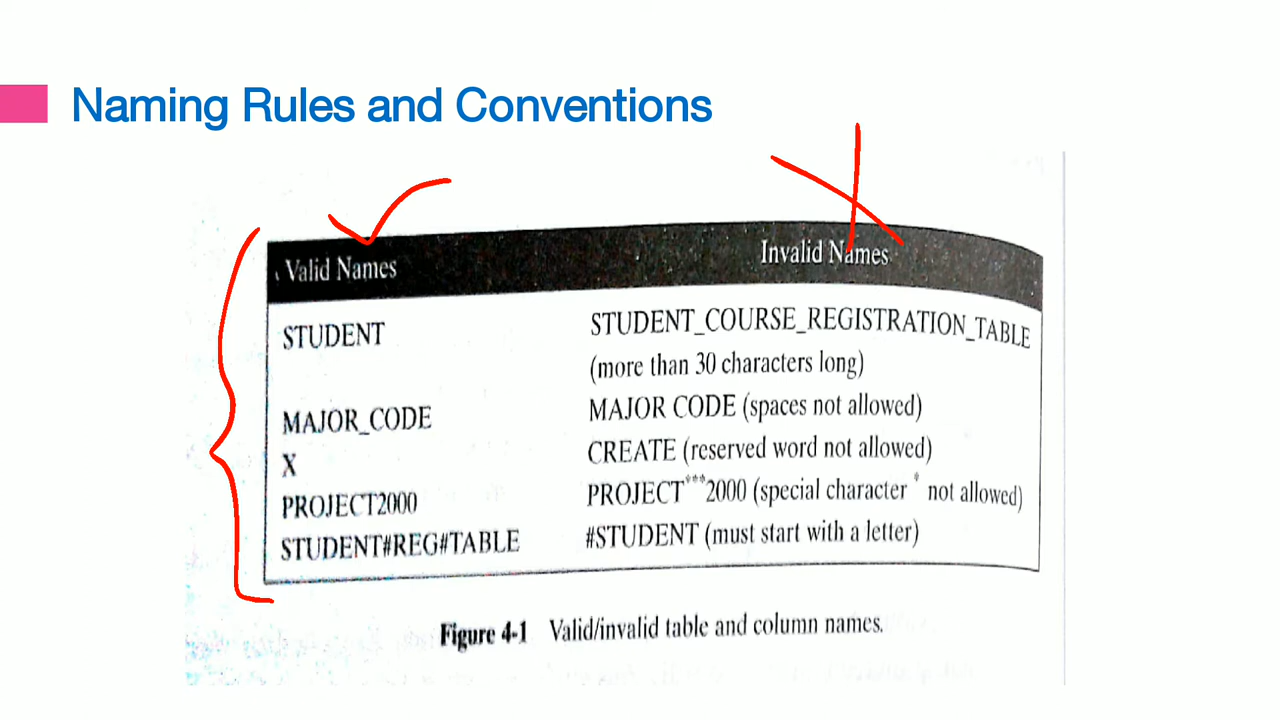 Naming Rules and Conventions
Valid Names Invalid Names
STUDENT STUDENT_COURSE_REGISTRATION_TABLE
(more than 30 characters long)
MAJOR_CODE MAJOR CODE (spaces not allowed)
X CREATE (reserved word not allowed)
PROJECT2000 PROJECT***2000 (special character * not allowed)
STUDENT#REG#TABLE #STUDENT (must start with a letter)
Figure 4-1 Valid/invalid table and column names.